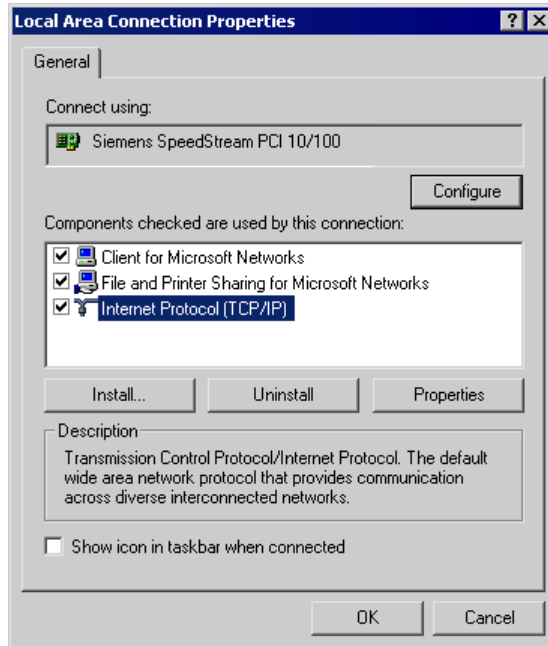 Local Area Connection Properties
General
Connect using:
Siemens SpeedStream PCI 10/100
Configure
Components checked are used by this connection:
Client for Microsoft Networks
File and Printer Sharing for Microsoft Networks
Internet Protocol (TCP/IP)
Install... Uninstall Properties
Description
Transmission Control Protocol/Internet Protocol. The default
wide area network protocol that provides communication
across diverse interconnected networks.
Show icon in taskbar when connected
OK Cancel